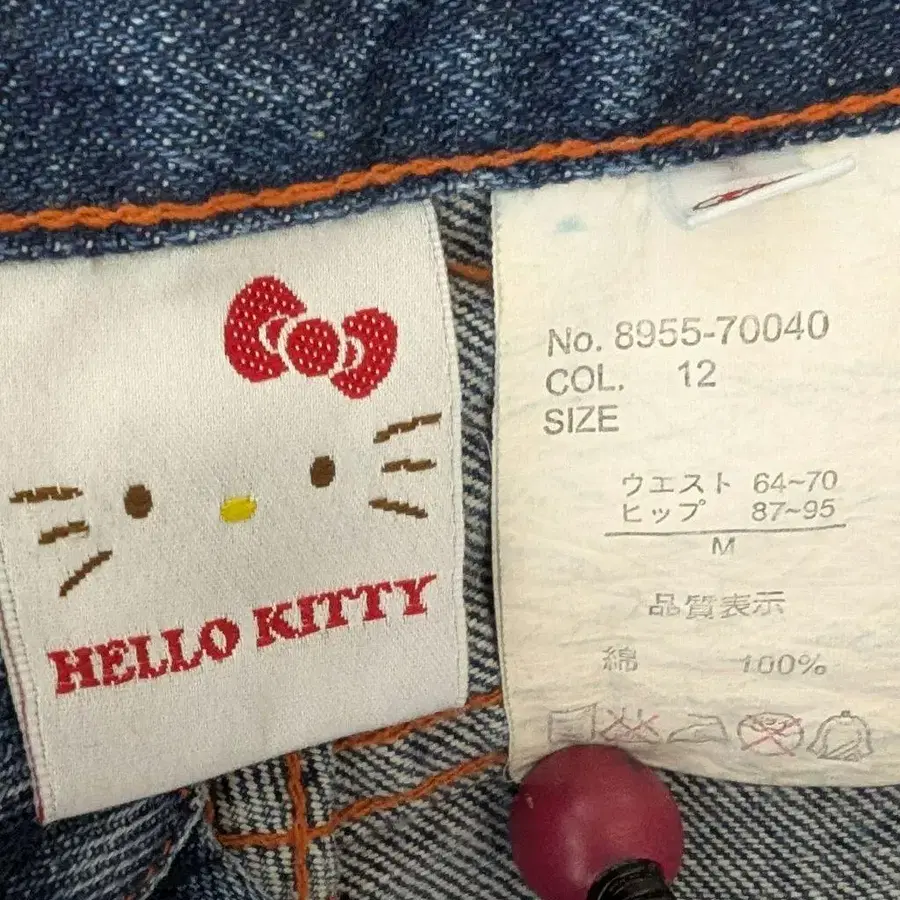 HELLO KITTY
No. 8955-70040
COL. 12
SIZE
ウエスト 64~70
ヒップ 87~95
M
品質表示
綿 100%